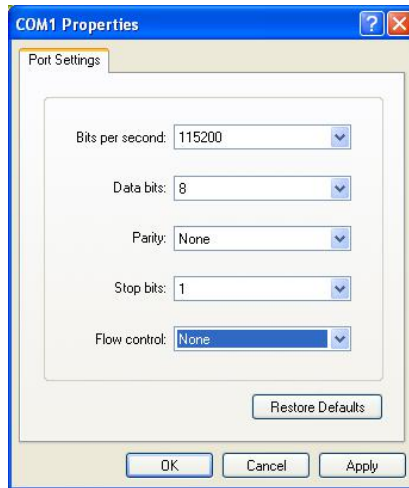 COM1 Properties
Port Settings
Bits per second: 115200
Data bits: 8
Parity: None
Stop bits: 1
Flow control: None
Restore Defaults
OK Cancel Apply